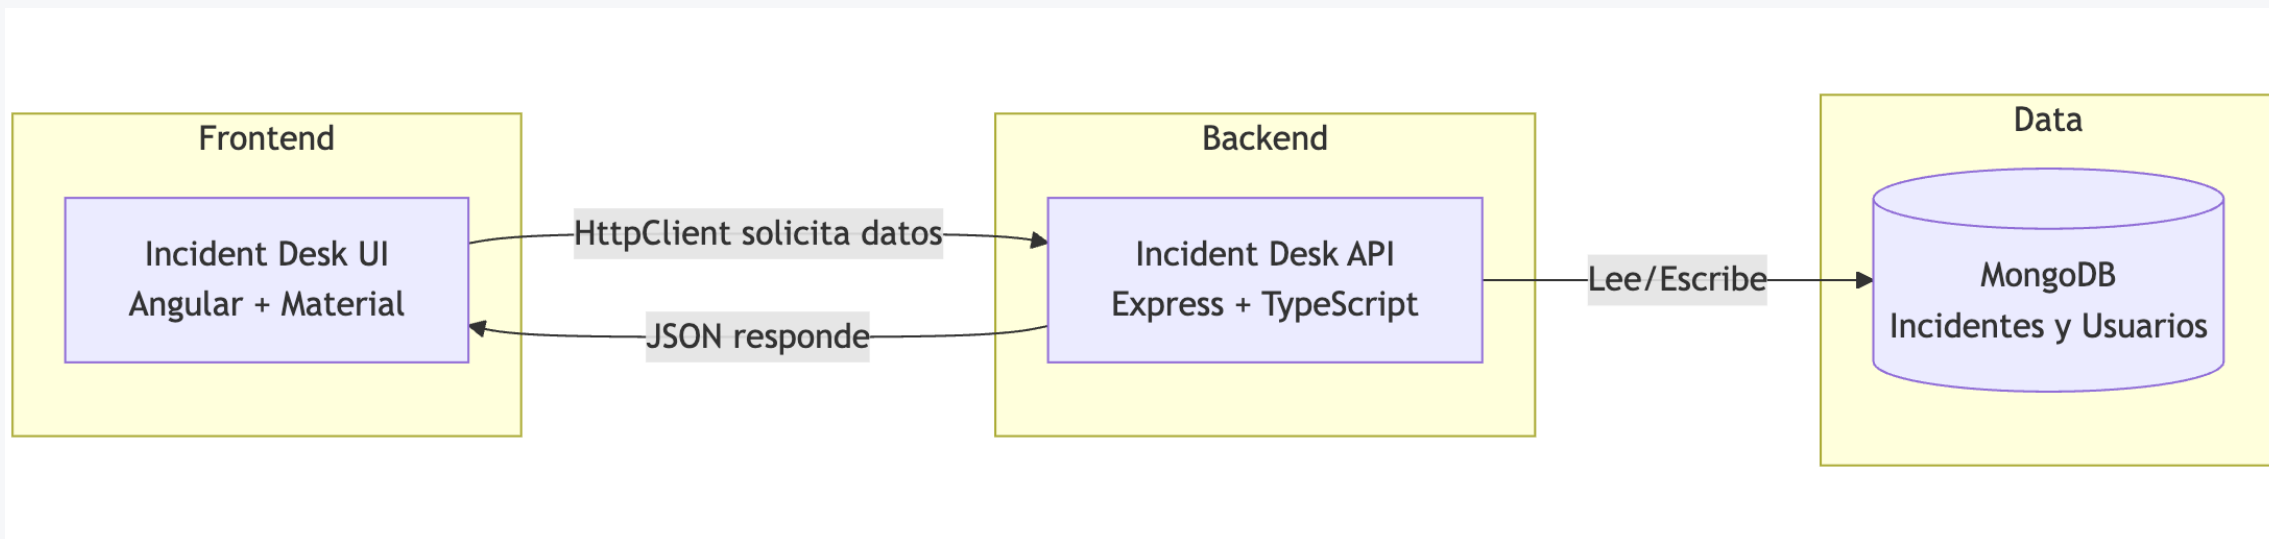 Frontend
Incident Desk UI
Angular + Material
HttpClient solicita datos
JSON responde
Backend
Incident Desk API
Express + TypeScript
Lee/Escribe
Data
MongoDB
Incidentes y Usuarios